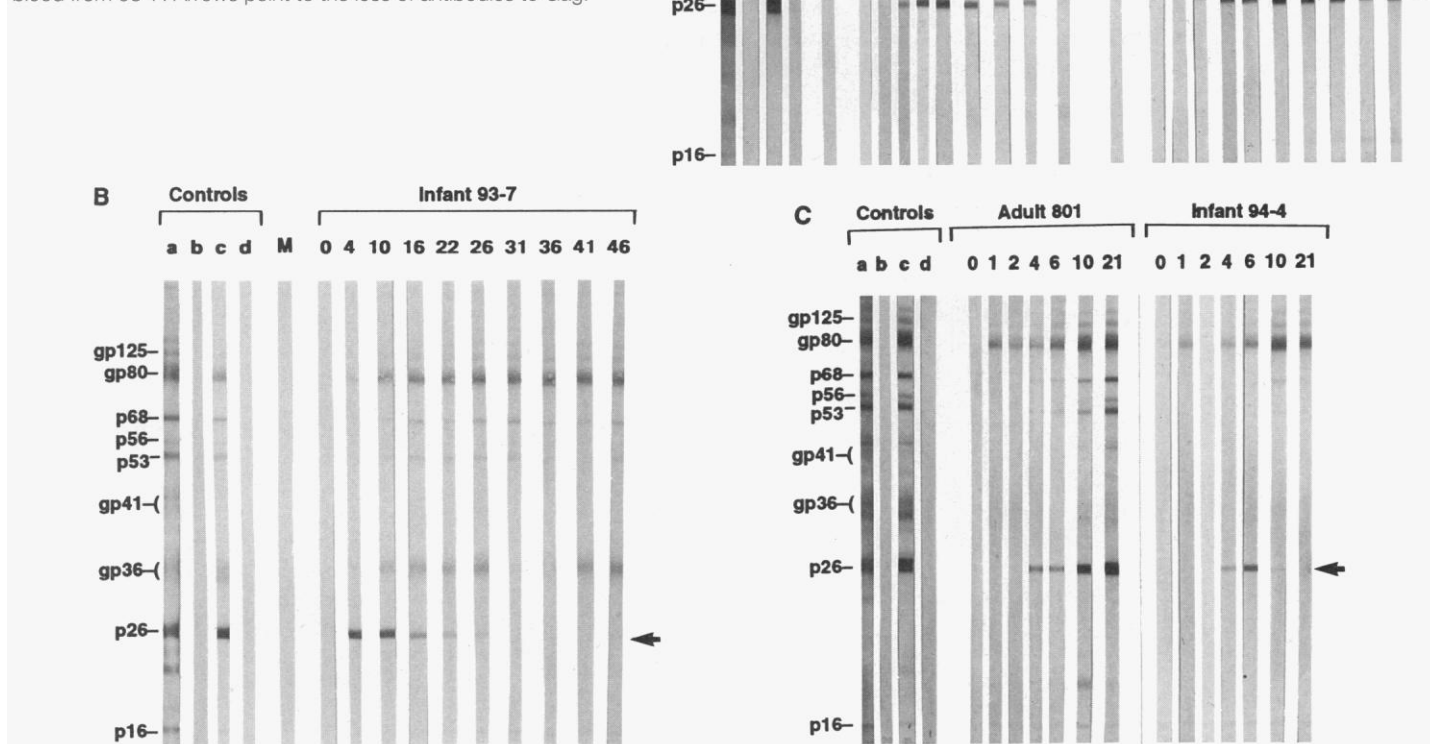 blood from 93-7. Arrows point to the loss of antibodies to Gag.
p26–
p16–
B
Controls
Infant 93-7
a b c d M 0 4 10 16 22 26 31 36 41 46
gp125–
gp80–
p68–
p56–
p53–
gp41–(
gp36–(
p26–
p16–
C
Controls
Adult 801
Infant 94-4
a b c d 0 1 2 4 6 10 21 0 1 2 4 6 10 21
gp125–
gp80–
p68–
p56–
p53–
gp41–(
gp36–(
p26–
p16–